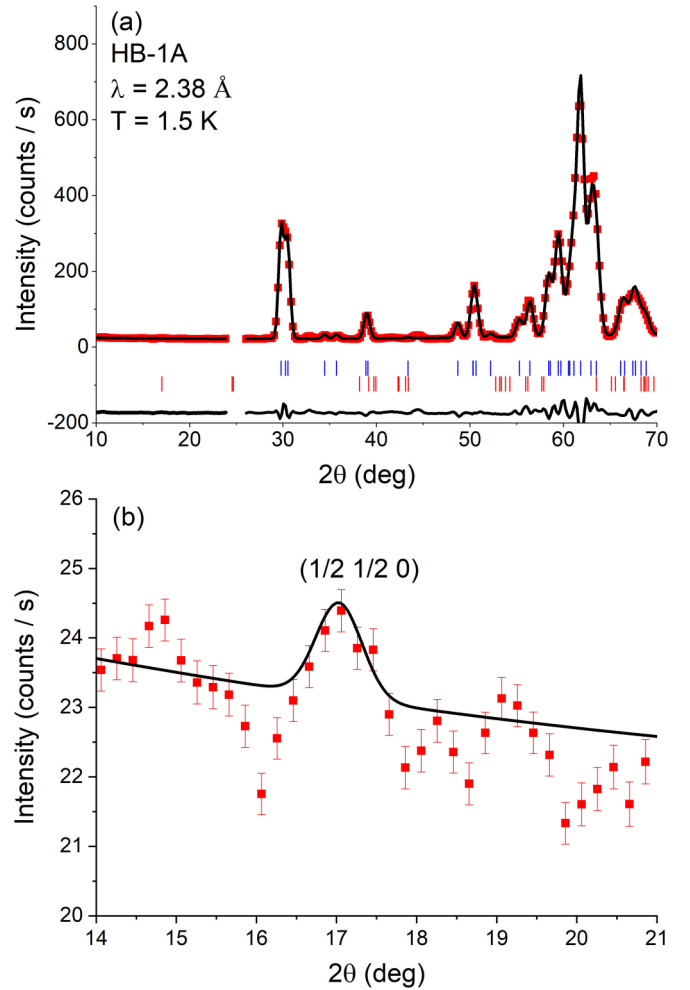 (a)
HB-1A
λ = 2.38 Å
T = 1.5 K
800
600
400
200
0
-200
Intensity (counts / s)
10 20 30 40 50 60 70
2θ (deg)
(b)
(1/2 1/2 0)
26
25
24
23
22
21
20
Intensity (counts / s)
14 15 16 17 18 19 20 21
2θ (deg)